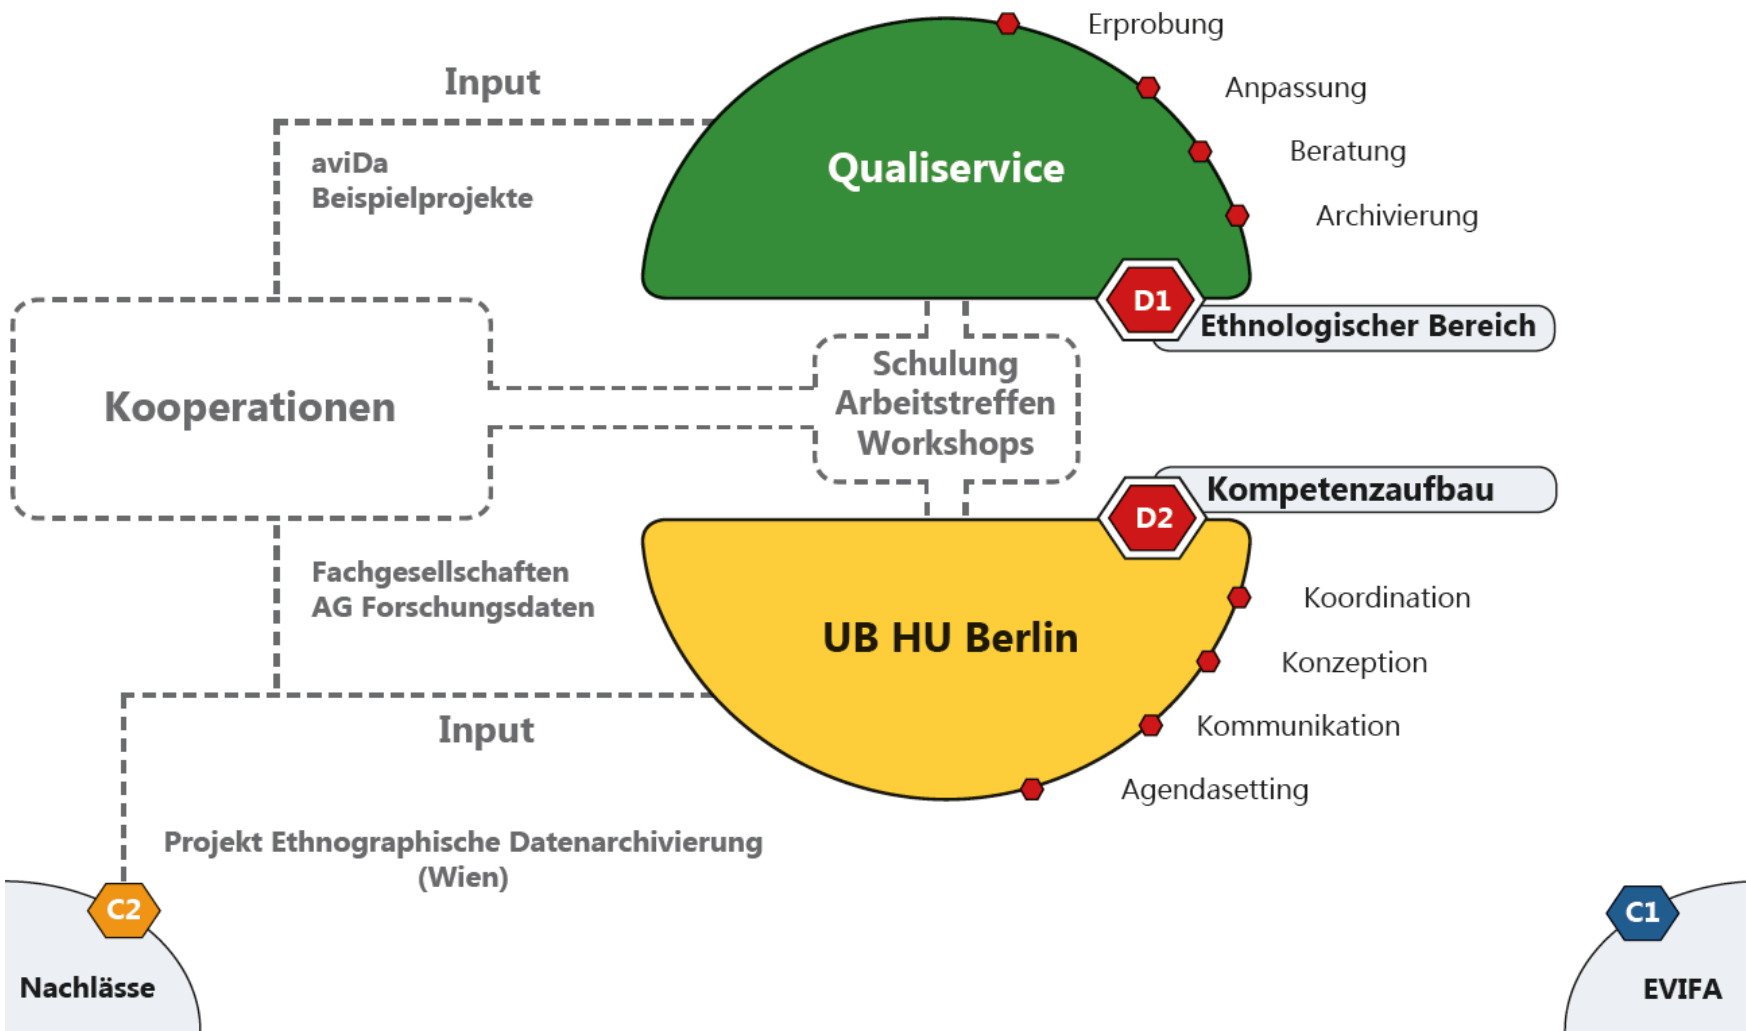 Erprobung
Input
Anpassung
aviDa
Beispielprojekte
Qualiservice
Beratung
Archivierung
D1
Ethnologischer Bereich
Kooperationen
Schulung
Arbeitstreffen
Workshops
D2
Kompetenzaufbau
Fachgesellschaften
AG Forschungsdaten
UB HU Berlin
Koordination
Konzeption
Input
Kommunikation
Agendasetting
Projekt Ethnographische Datenarchivierung
(Wien)
C2
Nachlässe
C1
EVIFA